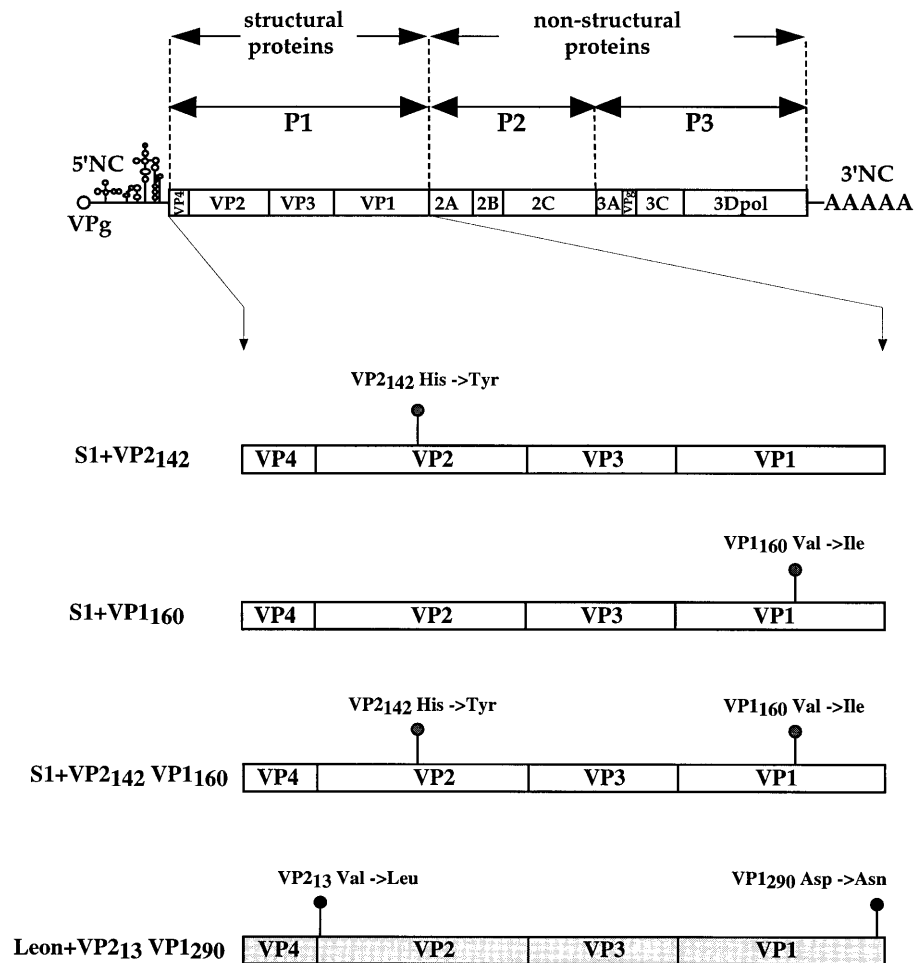 structural proteins
non-structural proteins
P1 P2 P3
5'NC
3'NC
VP4 VP2 VP3 VP1 2A 2B 2C 3A VPg 3C 3Dpol AAAAA
VPg
VP2142 His ->Tyr
S1+VP2142 VP4 VP2 VP3 VP1
VP1160 Val ->Ile
S1+VP1160 VP4 VP2 VP3 VP1
VP2142 His ->Tyr VP1160 Val ->Ile
S1+VP2142 VP1160 VP4 VP2 VP3 VP1
VP213 Val ->Leu VP1290 Asp ->Asn
Leon+VP213 VP1290 VP4 VP2 VP3 VP1